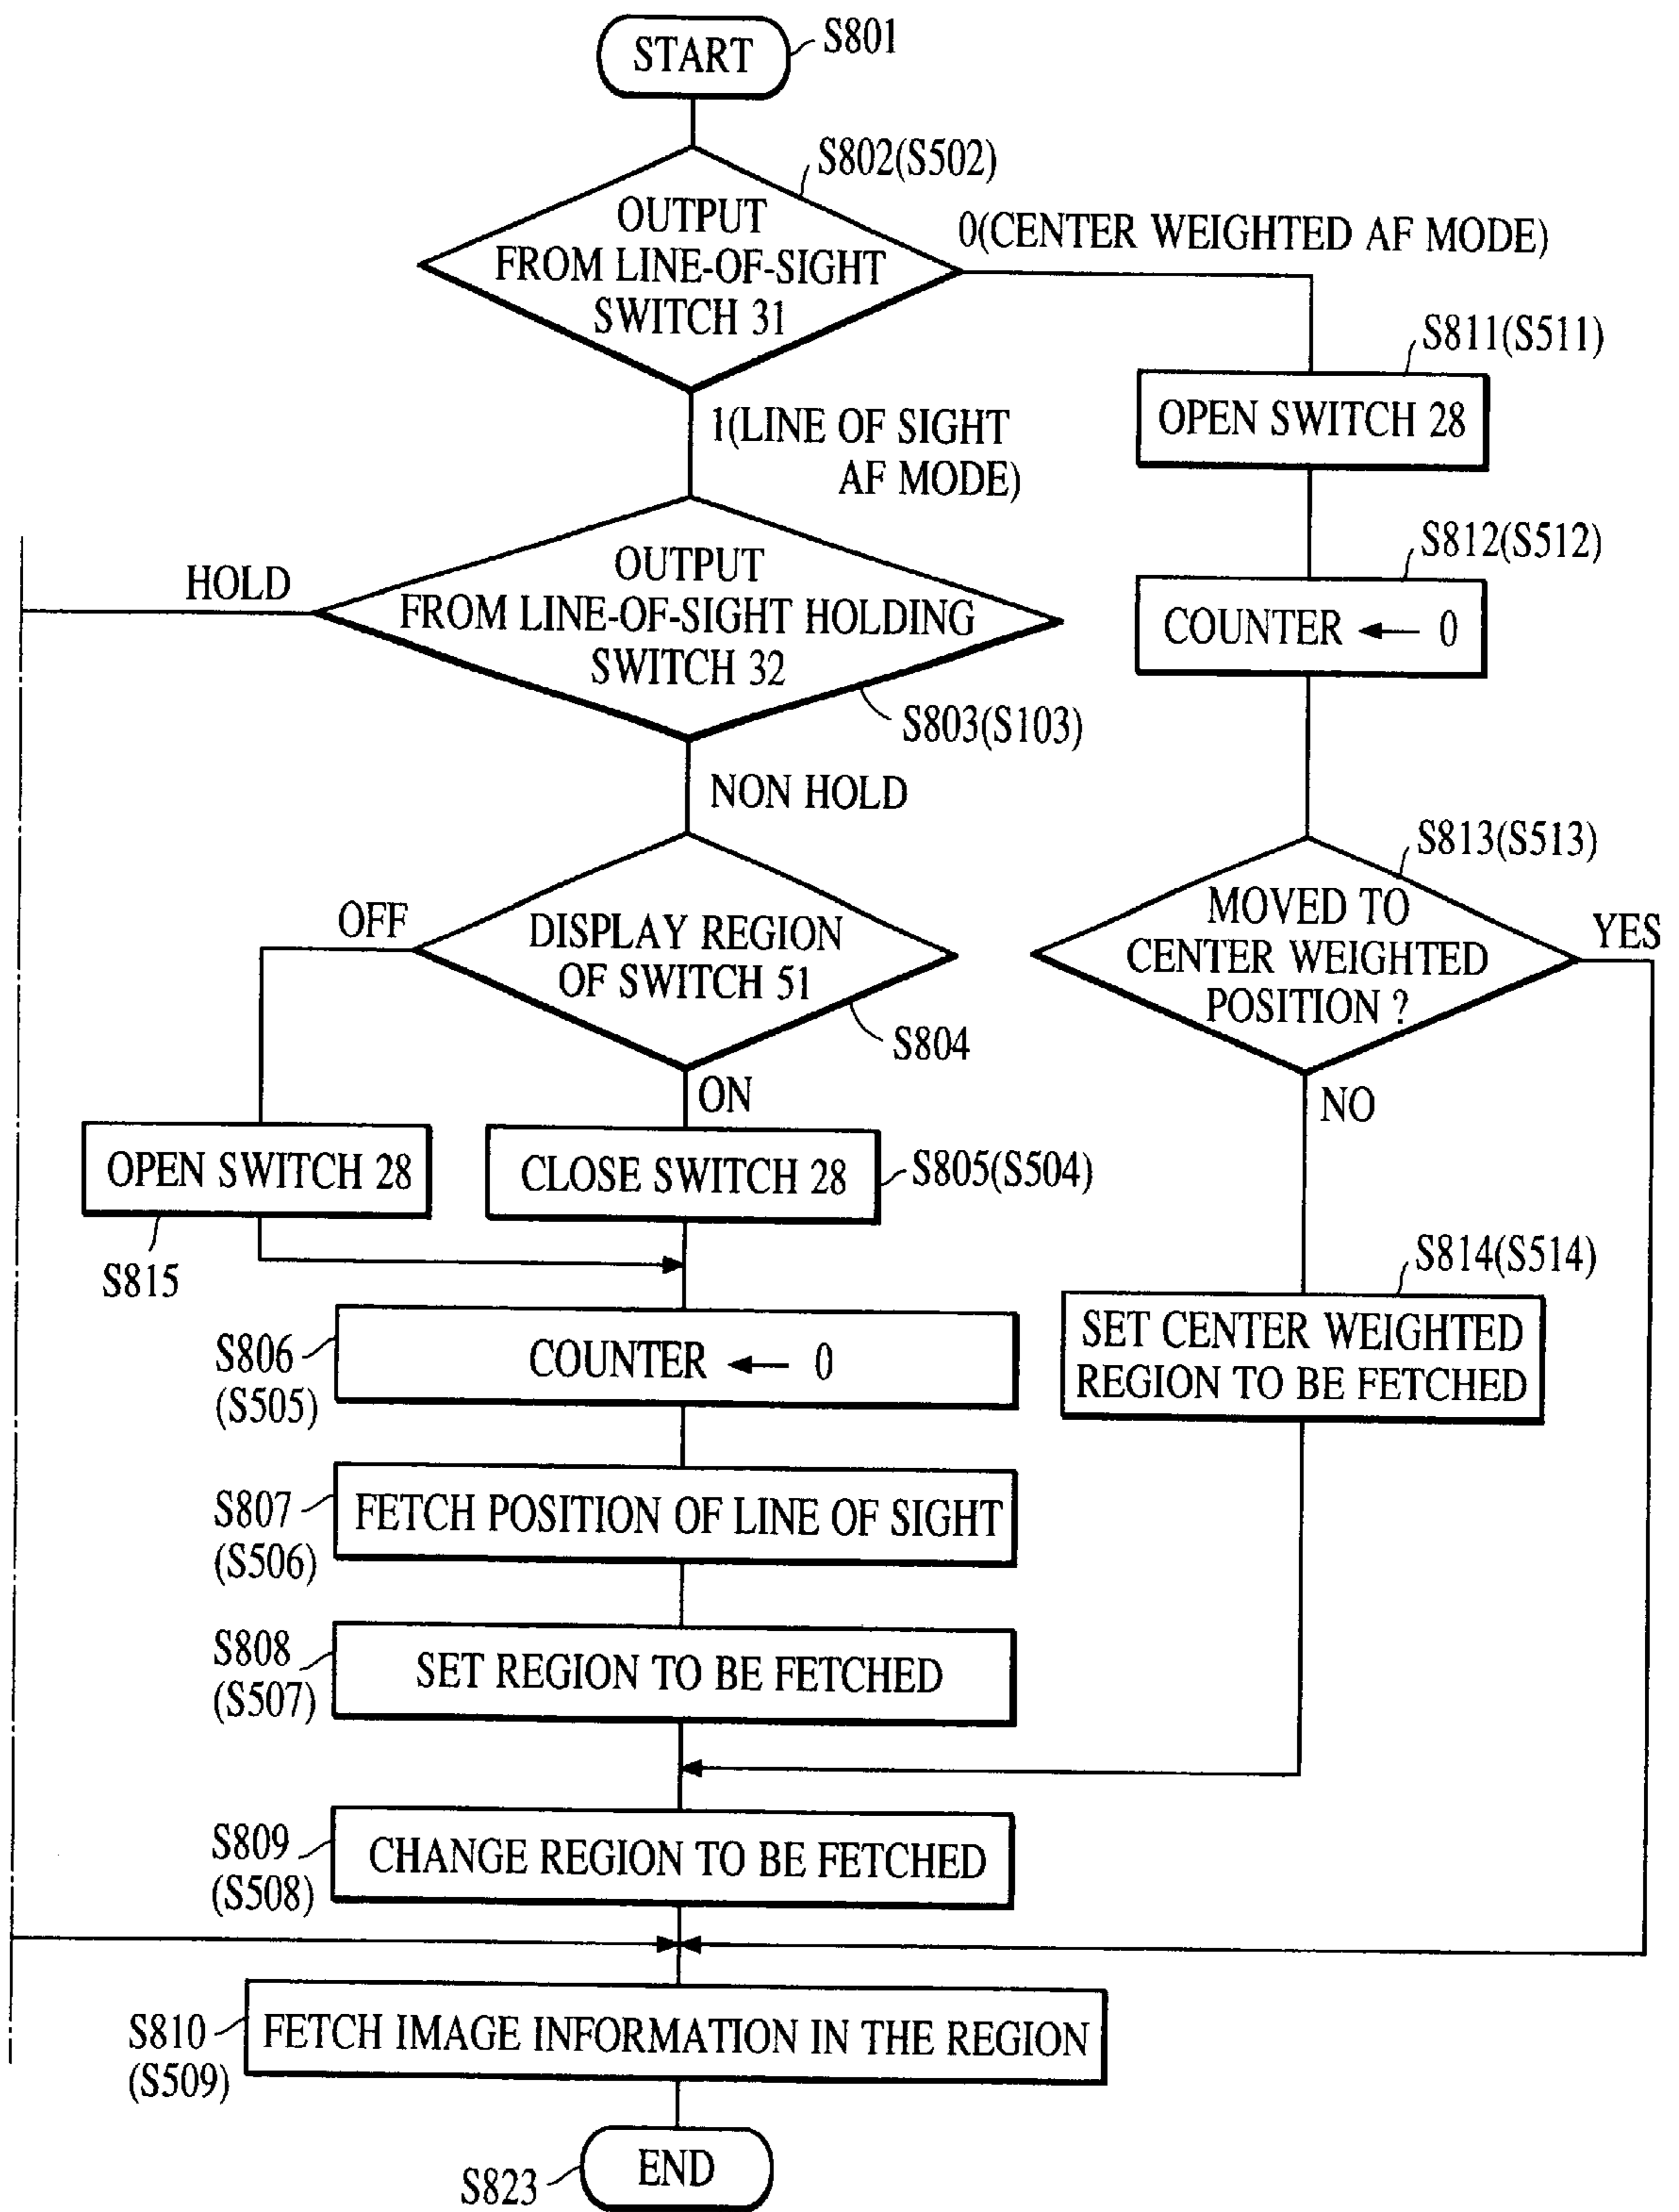 START
S801
S802(S502)
OUTPUT
FROM LINE-OF-SIGHT
SWITCH 31
0(CENTER WEIGHTED AF MODE)
1(LINE OF SIGHT
AF MODE)
S811(S511)
OPEN SWITCH 28
S812(S512)
COUNTER ← 0
HOLD
OUTPUT
FROM LINE-OF-SIGHT HOLDING
SWITCH 32
S803(S103)
NON HOLD
S813(S513)
MOVED TO
CENTER WEIGHTED
POSITION ?
YES
NO
OFF
DISPLAY REGION
OF SWITCH 51
S804
ON
OPEN SWITCH 28
S815
CLOSE SWITCH 28
S805(S504)
S814(S514)
SET CENTER WEIGHTED
REGION TO BE FETCHED
S806
(S505)
COUNTER ← 0
S807
(S506)
FETCH POSITION OF LINE OF SIGHT
S808
(S507)
SET REGION TO BE FETCHED
S809
(S508)
CHANGE REGION TO BE FETCHED
S810
(S509)
FETCH IMAGE INFORMATION IN THE REGION
S823
END